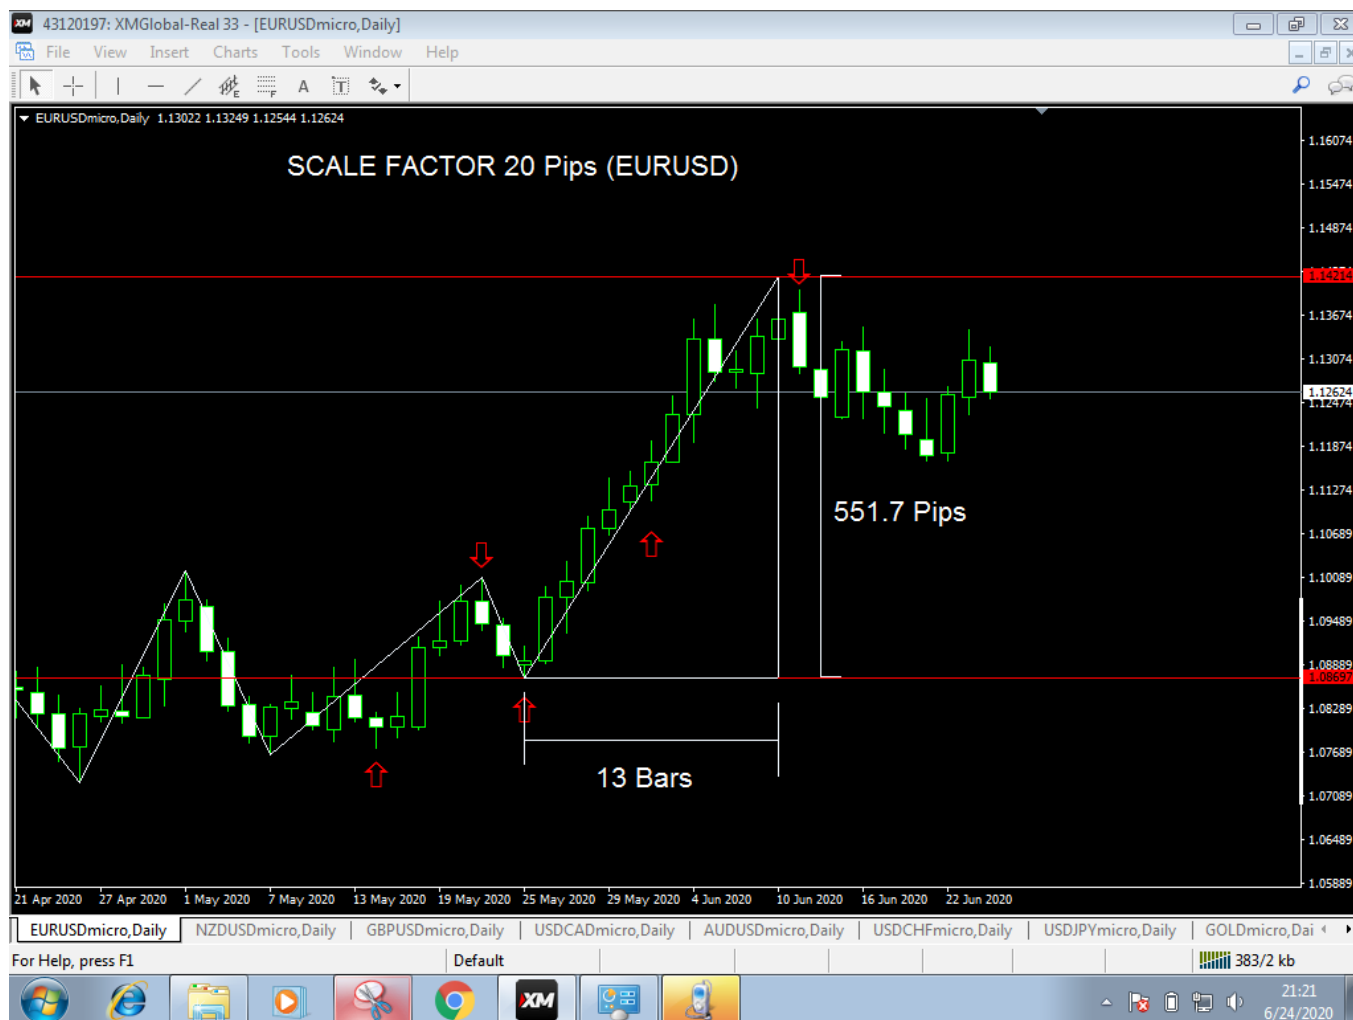 43120197: XMGlobal-Real 33 - [EURUSDmicro,Daily]
File View Insert Charts Tools Window Help
E F A T
EURUSDmicro,Daily 1.13022 1.13249 1.12544 1.12624
SCALE FACTOR 20 Pips (EURUSD)
1.16074
1.15474
1.14874
1.14214
1.13674
1.13074
1.12624
1.12474
1.11874
551.7 Pips
1.11274
1.10689
1.10089
1.09489
1.08889
1.08697
1.08289
1.07689
13 Bars
1.07089
1.06489
1.05889
21 Apr 2020 27 Apr 2020 1 May 2020 7 May 2020 13 May 2020 19 May 2020 25 May 2020 29 May 2020 4 Jun 2020 10 Jun 2020 16 Jun 2020 22 Jun 2020
EURUSDmicro,Daily NZDUSDmicro,Daily GBPUSDmicro,Daily USDCADmicro,Daily AUDUSDmicro,Daily USDCHFmicro,Daily USDJPYmicro,Daily GOLDmicro,Dai
For Help, press F1 Default 383/2 kb
XM
21:21
6/24/2020